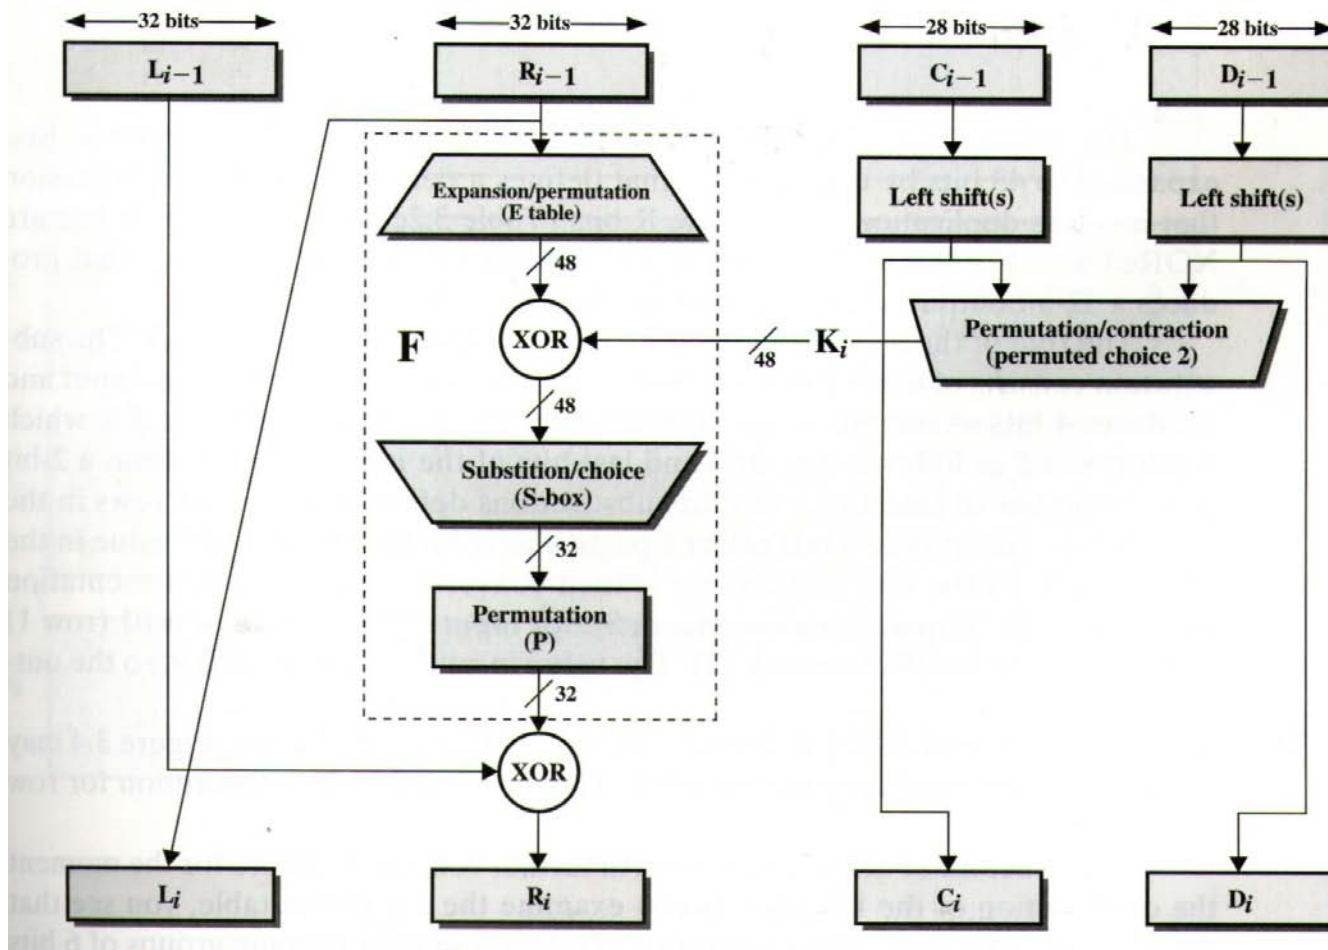 32 bits
32 bits
28 bits
28 bits
Li−1
Ri−1
Ci−1
Di−1
Expansion/permutation
(E table)
Left shift(s)
Left shift(s)
48
F
XOR
48
Ki
Permutation/contraction
(permuted choice 2)
48
Substition/choice
(S-box)
32
Permutation
(P)
32
XOR
Li
Ri
Ci
Di